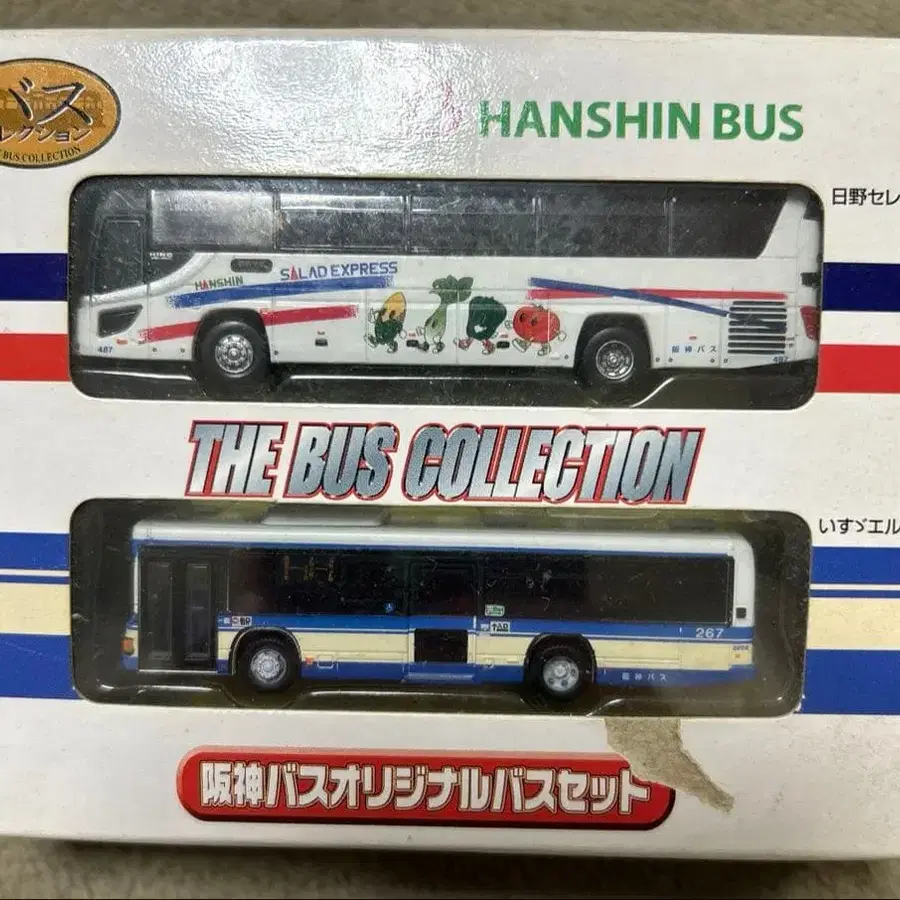 バス
レクション
BUS COLLECTION
HANSHIN BUS
日野セレ
HINO
HANSHIN
SALAD EXPRESS
487
阪神バス
487
THE BUS COLLECTION
いすゞエル
267
阪神バス
阪神バスオリジナルバスセット